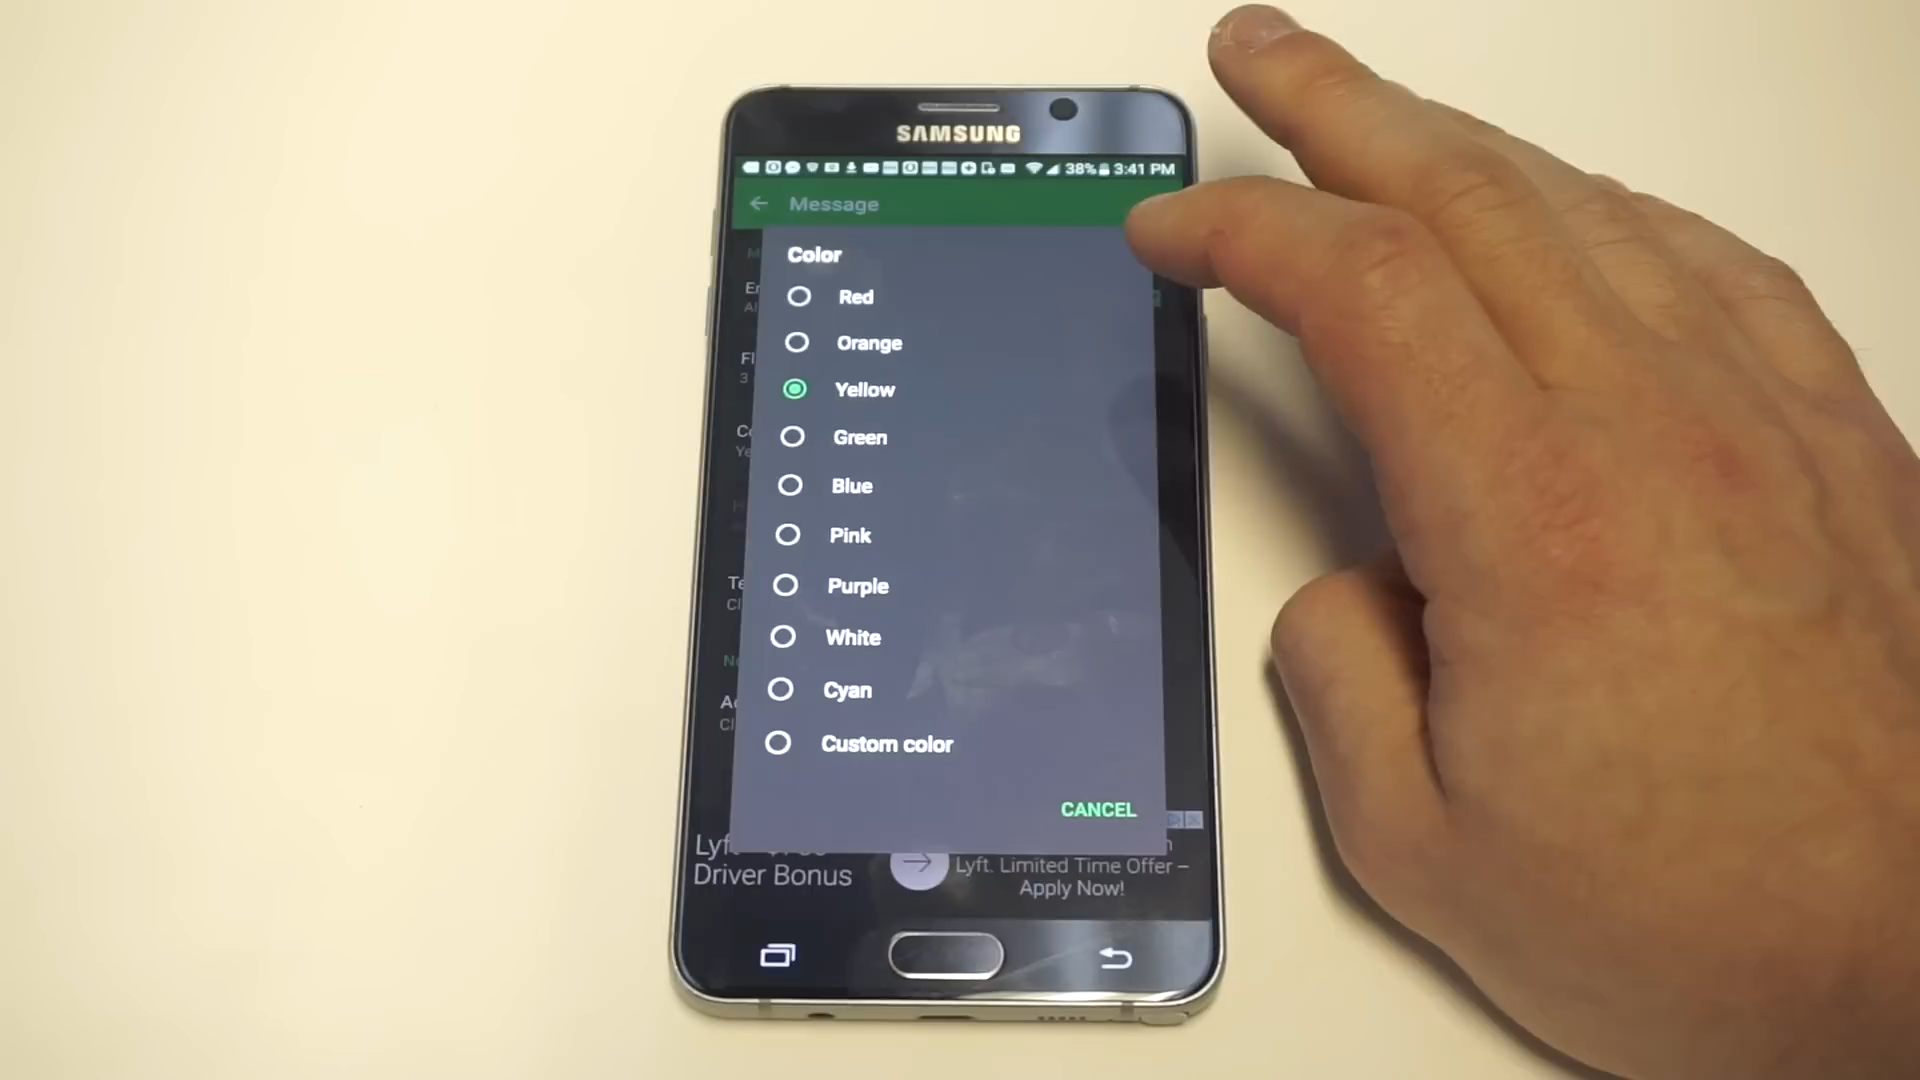 SAMSUNG
38% 3:41 PM
Message
Color
Red
Orange
Yellow
Green
Blue
Pink
Purple
White
Cyan
Custom color
CANCEL
Driver Bonus
Lyft. Limited Time Offer –
Apply Now!